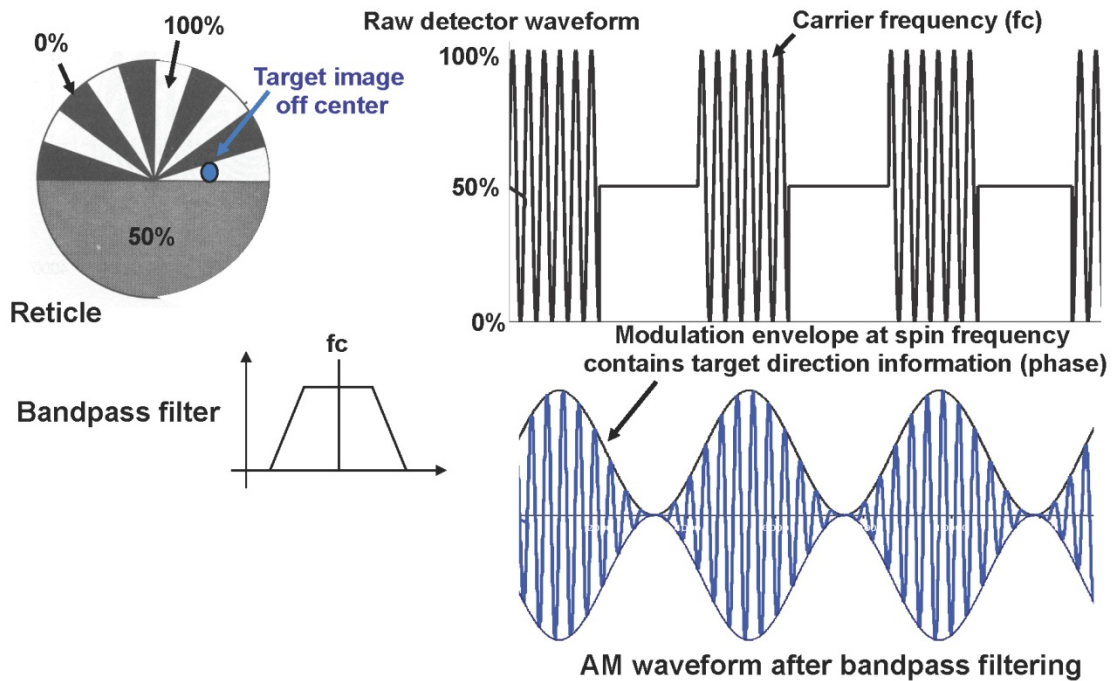 0%
100%
Target image
off center
50%
Reticle
Raw detector waveform
Carrier frequency (fc)
100%
50%
0%
Modulation envelope at spin frequency
contains target direction information (phase)
fc
Bandpass filter
AM waveform after bandpass filtering